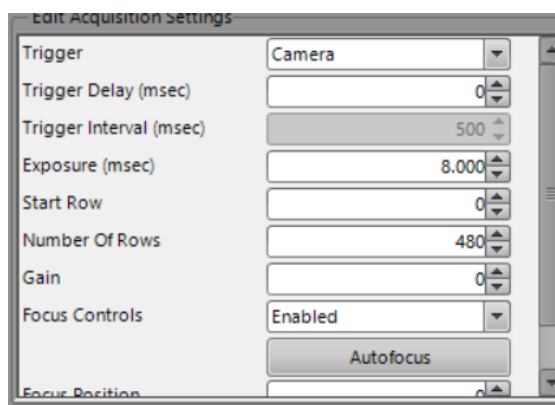 Edit Acquisition Settings
Trigger Camera
Trigger Delay (msec) 0
Trigger Interval (msec) 500
Exposure (msec) 8.000
Start Row 0
Number Of Rows 480
Gain 0
Focus Controls Enabled
Autofocus
Focus Position 0